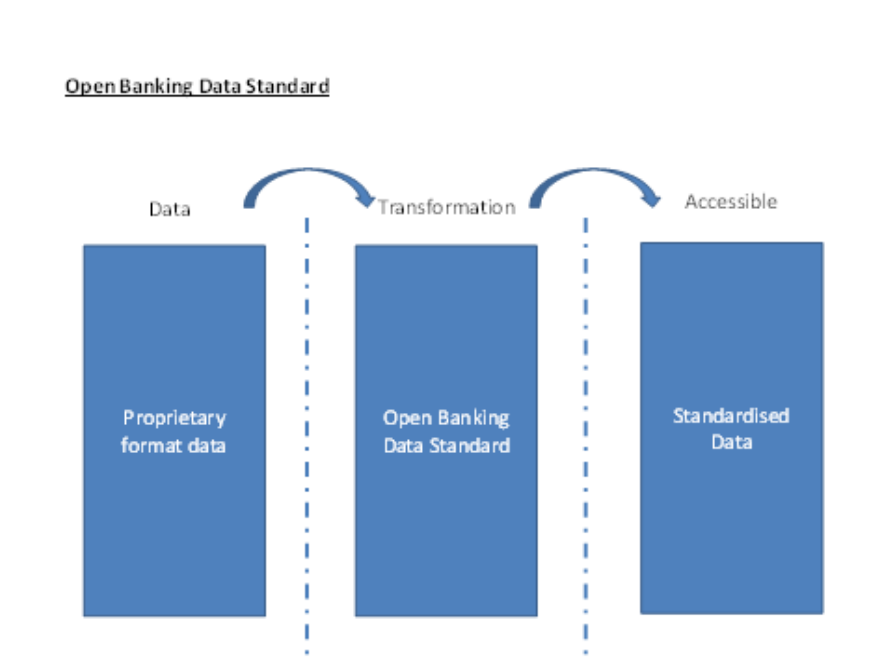 Open Banking Data Standard
Data
Transformation
Accessible
Proprietary
format data
Open Banking
Data Standard
Standardised
Data